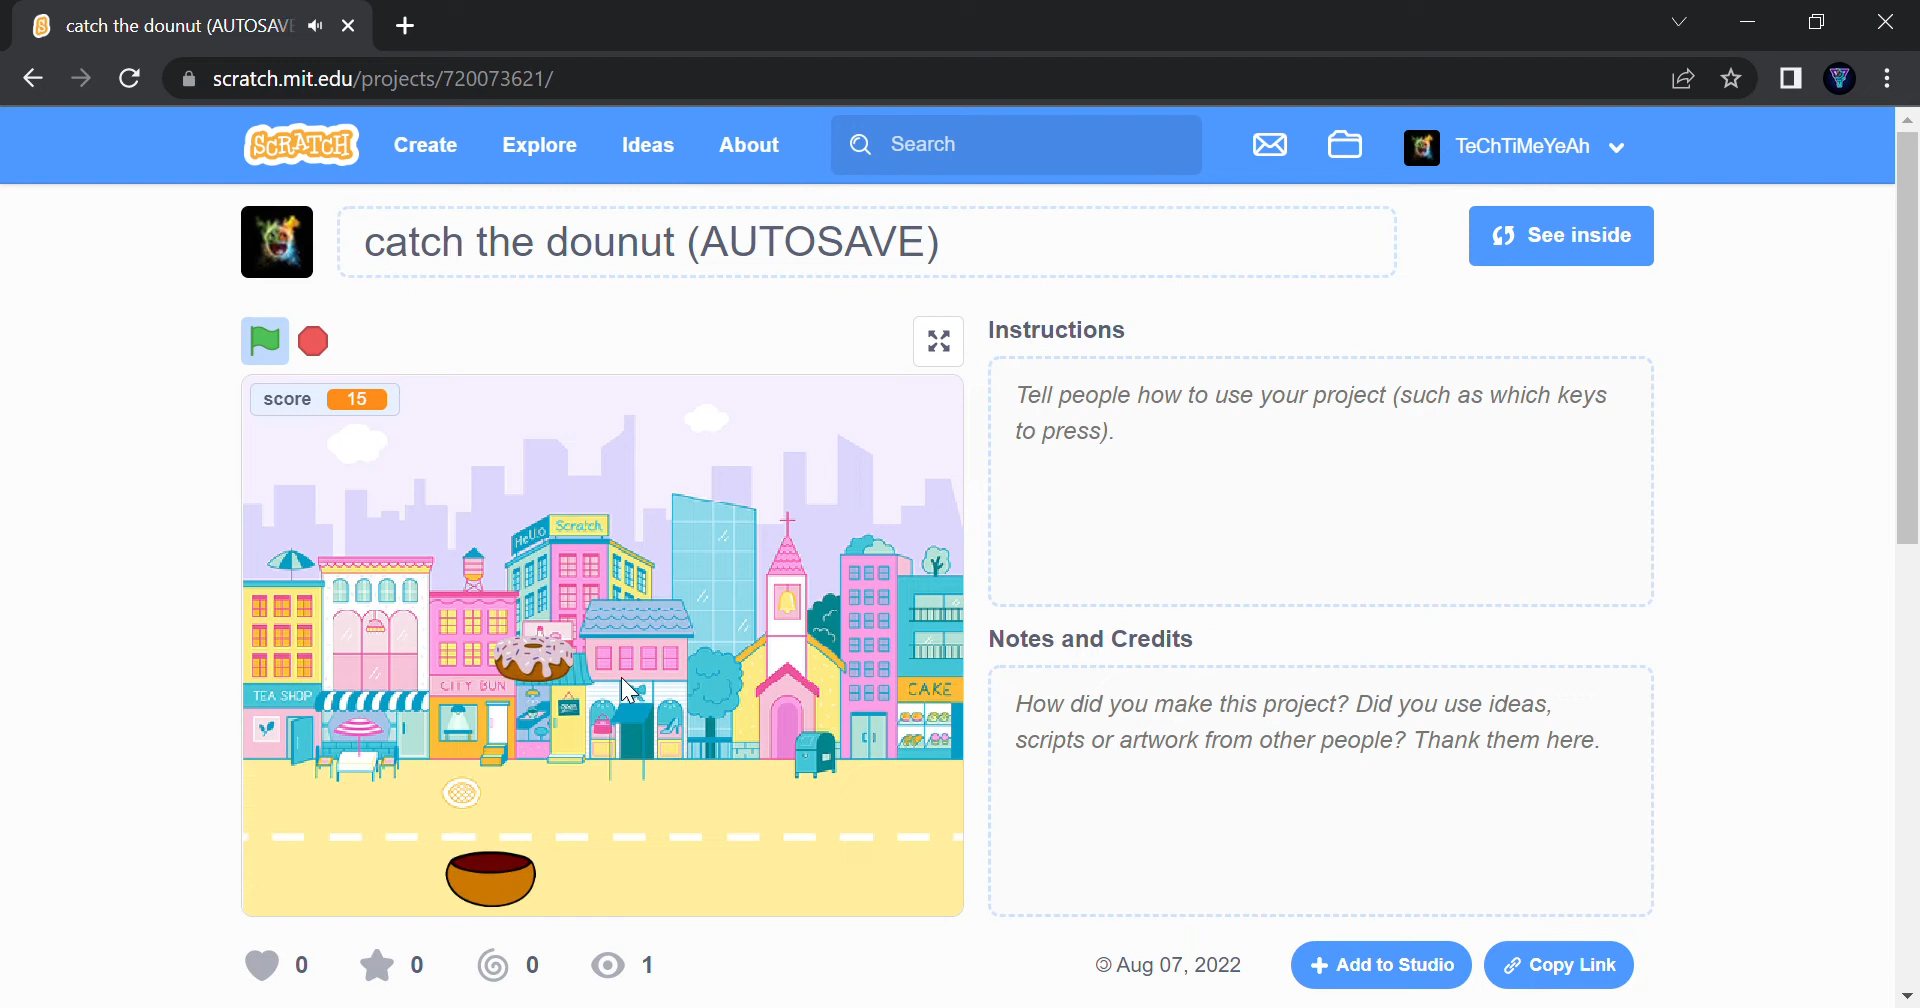 catch the dounut (AUTOSAVE
scratch.mit.edu/projects/720073621/
SCRATCH
Create
Explore
Ideas
About
Search
TeChTiMeYeAh
catch the dounut (AUTOSAVE)
See inside
Instructions
score 15
Tell people how to use your project (such as which keys
to press).
Hello
Scratch
Notes and Credits
TEA SHOP
CITY BUN
CAKE
How did you make this project? Did you use ideas,
scripts or artwork from other people? Thank them here.
0
0
0
1
© Aug 07, 2022
Add to Studio
Copy Link